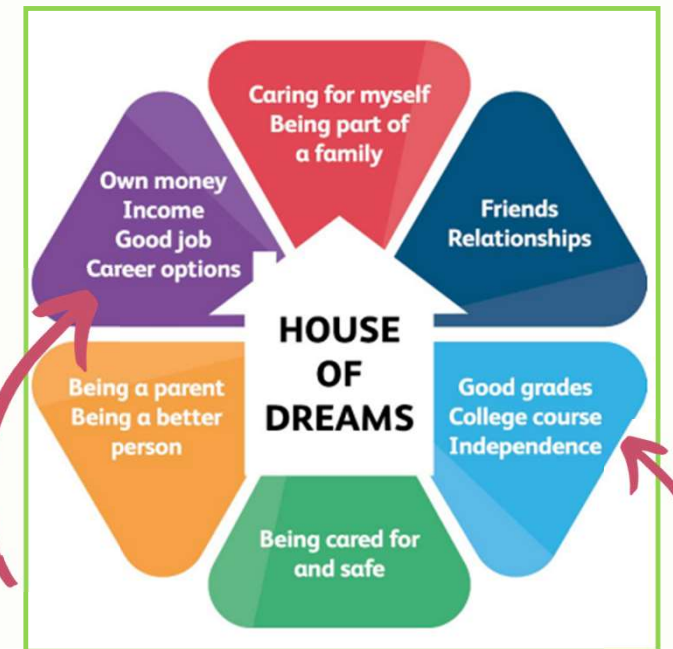 Caring for myself
Being part of
a family
Own money
Income
Good job
Career options
Friends
Relationships
HOUSE
OF
DREAMS
Being a parent
Being a better
person
Good grades
College course
Independence
Being cared for
and safe